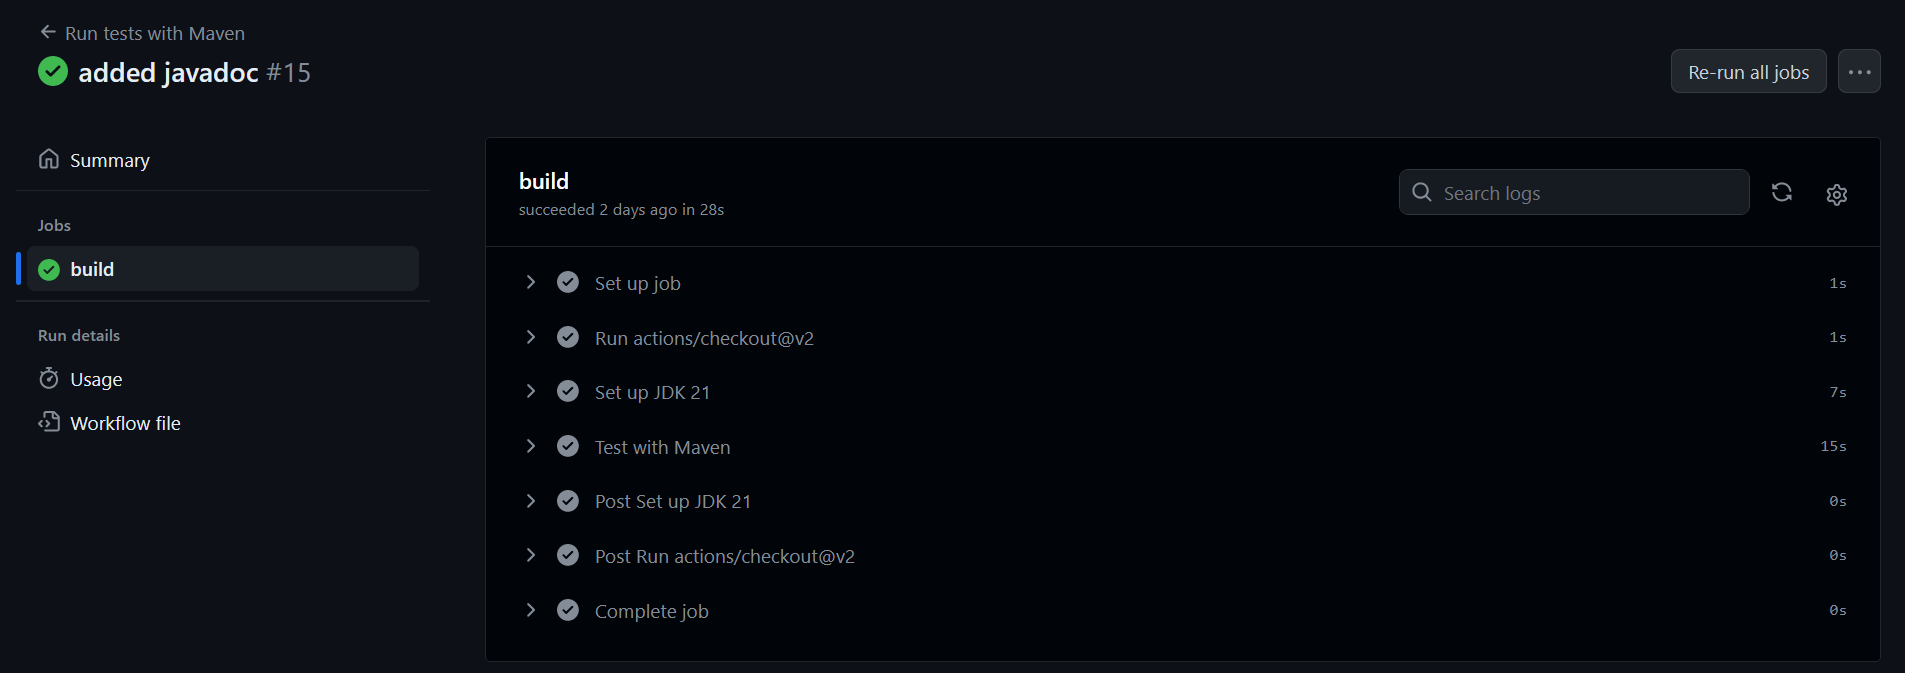 Run tests with Maven
added javadoc #15
Re-run all jobs
Summary
Jobs
build
Run details
Usage
Workflow file
build
succeeded 2 days ago in 28s
Search logs
Set up job 1s
Run actions/checkout@v2 1s
Set up JDK 21 7s
Test with Maven 15s
Post Set up JDK 21 0s
Post Run actions/checkout@v2 0s
Complete job 0s